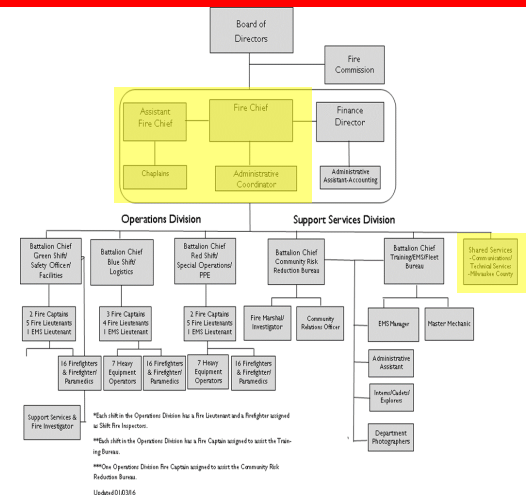 Board of
Directors
Fire
Commission
Assistant
Fire Chief
Fire Chief
Finance
Director
Chaplains
Administrative
Coordinator
Administrative
Assistant-Accounting
Operations Division
Support Services Division
Battalion Chief
Green Shift/
Safety Officer/
Facilities
Battalion Chief
Blue Shift/
Logistics
Battalion Chief
Red Shift/
Special Operations/
PPE
Battalion Chief
Community Risk
Reduction Bureau
Battalion Chief
Training/EMS/Fleet
Bureau
Shared Services
-Communications/
Technical Services
-Milwaukie County
2 Fire Captains
5 Fire Lieutenants
1 EMS Lieutenant
3 Fire Captains
4 Fire Lieutenants
1 EMS Lieutenant
2 Fire Captains
5 Fire Lieutenants
1 EMS Lieutenant
Fire Marshal/
Investigator
Community
Relations Officer
EMS Manager
Master Mechanic
16 Firefighters
& Firefighter/
Paramedics
7 Heavy
Equipment
Operators
16 Firefighters
& Firefighter/
Paramedics
7 Heavy
Equipment
Operators
16 Firefighters
& Firefighter/
Paramedics
Administrative
Assistant
Interns/Cadets/
Explorers
Support Services &
Fire Investigator
Department
Photographers
*Each shift in the Operations Division has a Fire Lieutenant and a Firefighter assigned
as Shift Fire Inspectors.
**Each shift in the Operations Division has a Fire Captain assigned to assist the Train-
ing Bureau.
***One Operations Division Fire Captain assigned to assist the Community Risk
Reduction Bureau.
Updated 01/03/16